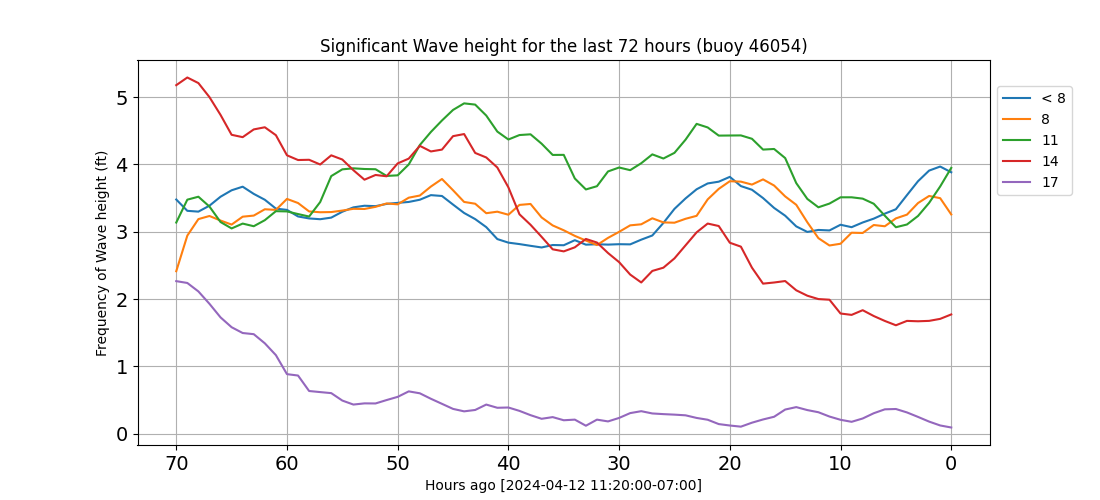 Significant Wave height for the last 72 hours (buoy 46054)
Frequency of Wave height (ft)
5
4
3
2
1
0
70 60 50 40 30 20 10 0
Hours ago [2024-04-12 11:20:00-07:00]
< 8
8
11
14
17